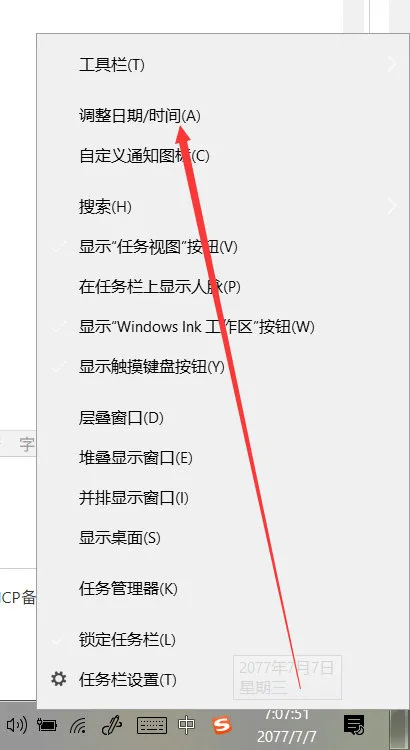 工具栏(T)
调整日期/时间(A)
自定义通知图标(C)
搜索(H)
显示“任务视图”按钮(V)
在任务栏上显示人脉(P)
显示“Windows Ink 工作区”按钮(W)
显示触摸键盘按钮(Y)
层叠窗口(D)
字
堆叠显示窗口(E)
并排显示窗口(I)
显示桌面(S)
任务管理器(K)
ICP备
锁定任务栏(L)
2077年7月7日
星期三
任务栏设置(T)
中
S
7:07:51
2077/7/7